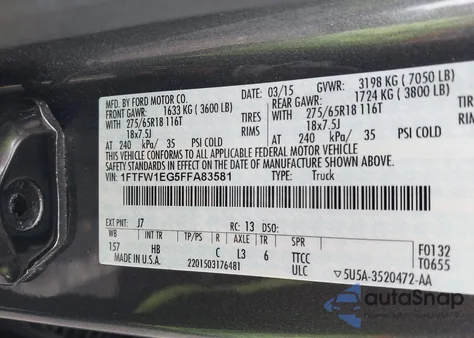 MFD. BY FORD MOTOR CO.
DATE: 03/15 GVWR: 3198 KG ( 7050 LB)
FRONT GAWR: 1633 KG ( 3600 LB) REAR GAWR: 1724 KG ( 3800 LB)
WITH 275/65R18 116T TIRES WITH 275/65R18 116T TIRES
18x7.5J RIMS 18x7.5J RIMS
AT 240 kPa/ 35 PSI COLD AT 240 kPa/ 35 PSI COLD
THIS VEHICLE CONFORMS TO ALL APPLICABLE FEDERAL MOTOR VEHICLE
SAFETY STANDARDS IN EFFECT ON THE DATE OF MANUFACTURE SHOWN ABOVE.
VIN: 1FTFW1EG5FFA83581 TYPE: Truck
EXT PNT: J7 RC: 13 DSO:
WB BRK INT TR TP/PS R AXLE TR SPR
157 HB C L3 6 TTCC F0132
MADE IN U.S.A. 2201503176481 ULC T0655
▽5U5A-3520472-AA
autoSnap